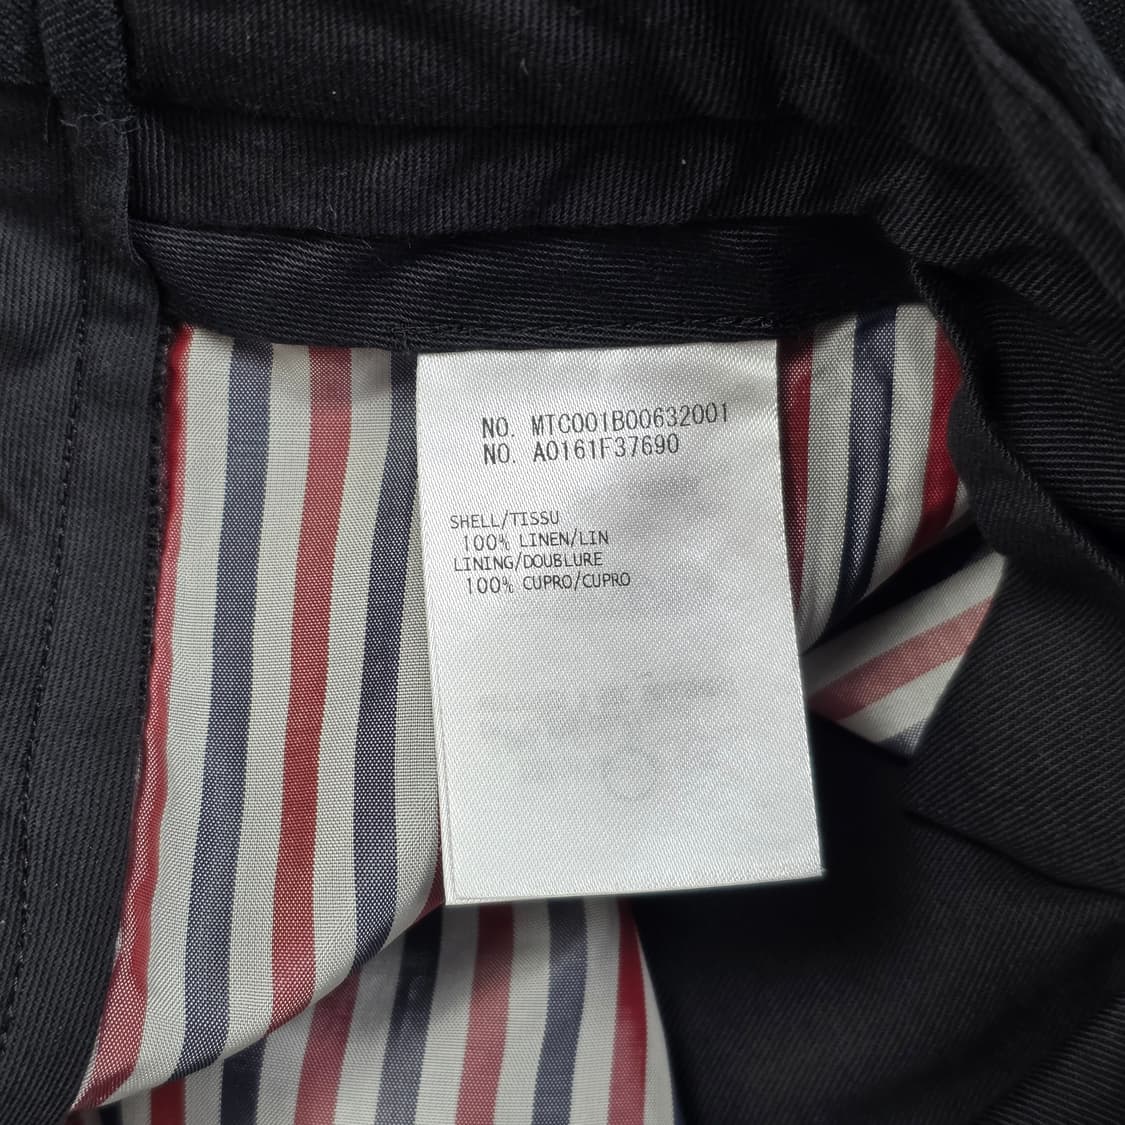 NO. MTC001B00632001
NO. A0161F37690
SHELL/TISSU
100% LINEN/LIN
LINING/DOUBLURE
100% CUPRO/CUPRO